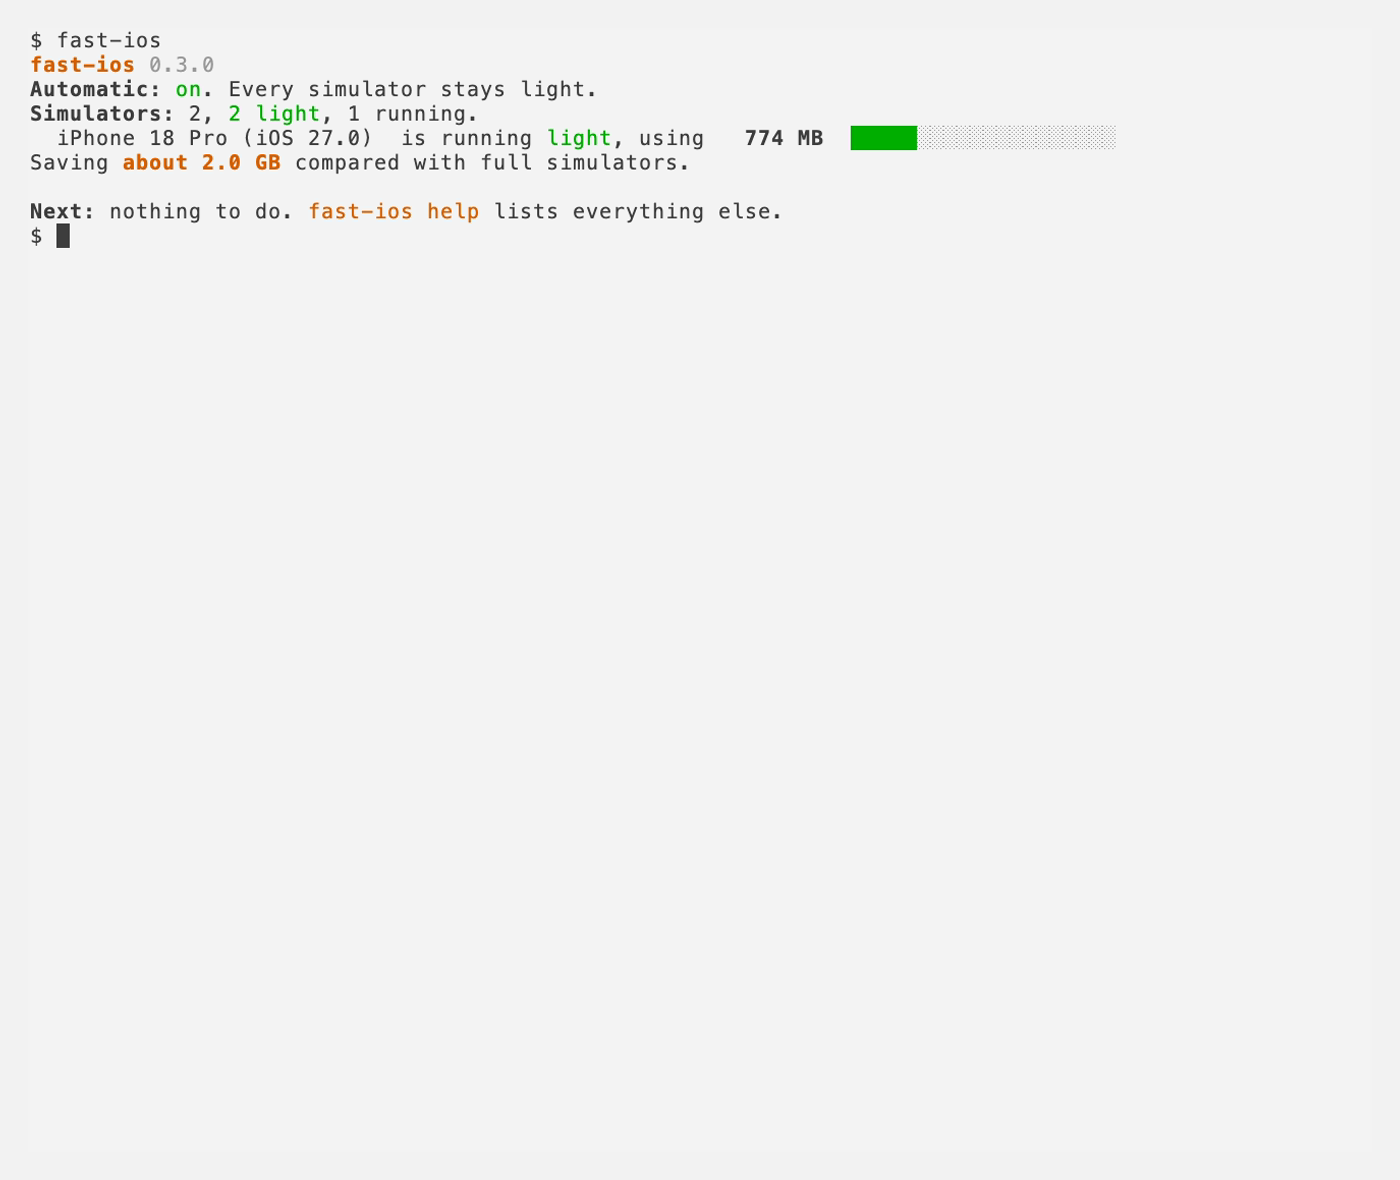 $ fast-ios
fast-ios 0.3.0
Automatic: on. Every simulator stays light.
Simulators: 2, 2 light, 1 running.
iPhone 18 Pro (iOS 27.0)  is running light, using   774 MB
Saving about 2.0 GB compared with full simulators.
Next: nothing to do. fast-ios help lists everything else.
$